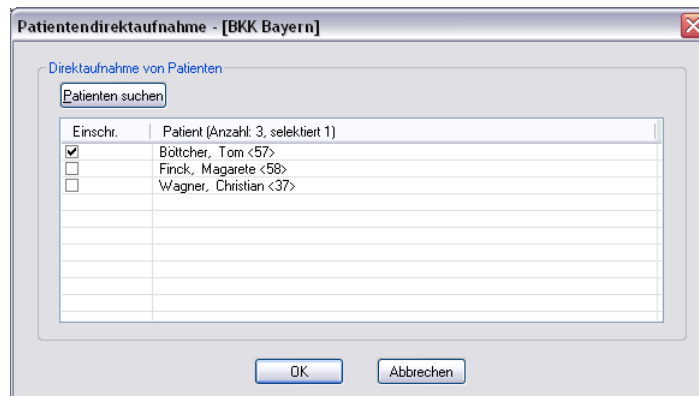 Patientendirektaufnahme - [BKK Bayern]
Direktaufnahme von Patienten
Patienten suchen
Einschr. Patient (Anzahl: 3, selektiert 1)
Böttcher, Tom <57>
Finck, Magarete <58>
Wagner, Christian <37>
OK Abbrechen